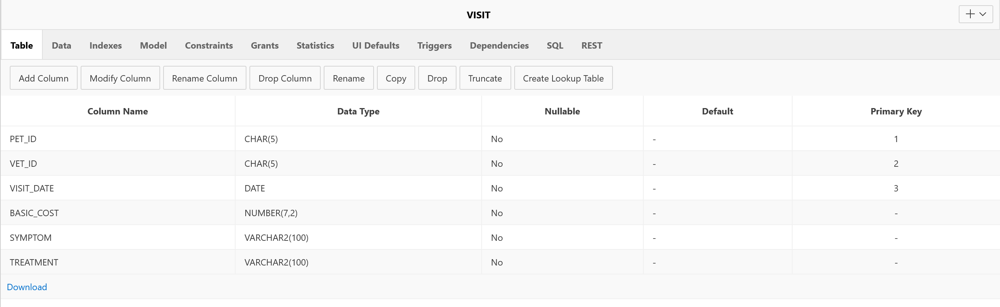 VISIT
Table Data Indexes Model Constraints Grants Statistics UI Defaults Triggers Dependencies SQL REST
Add Column Modify Column Rename Column Drop Column Rename Copy Drop Truncate Create Lookup Table
Column Name Data Type Nullable Default Primary Key
PET_ID CHAR(5) No - 1
VET_ID CHAR(5) No - 2
VISIT_DATE DATE No - 3
BASIC_COST NUMBER(7,2) No - -
SYMPTOM VARCHAR2(100) No - -
TREATMENT VARCHAR2(100) No - -
Download